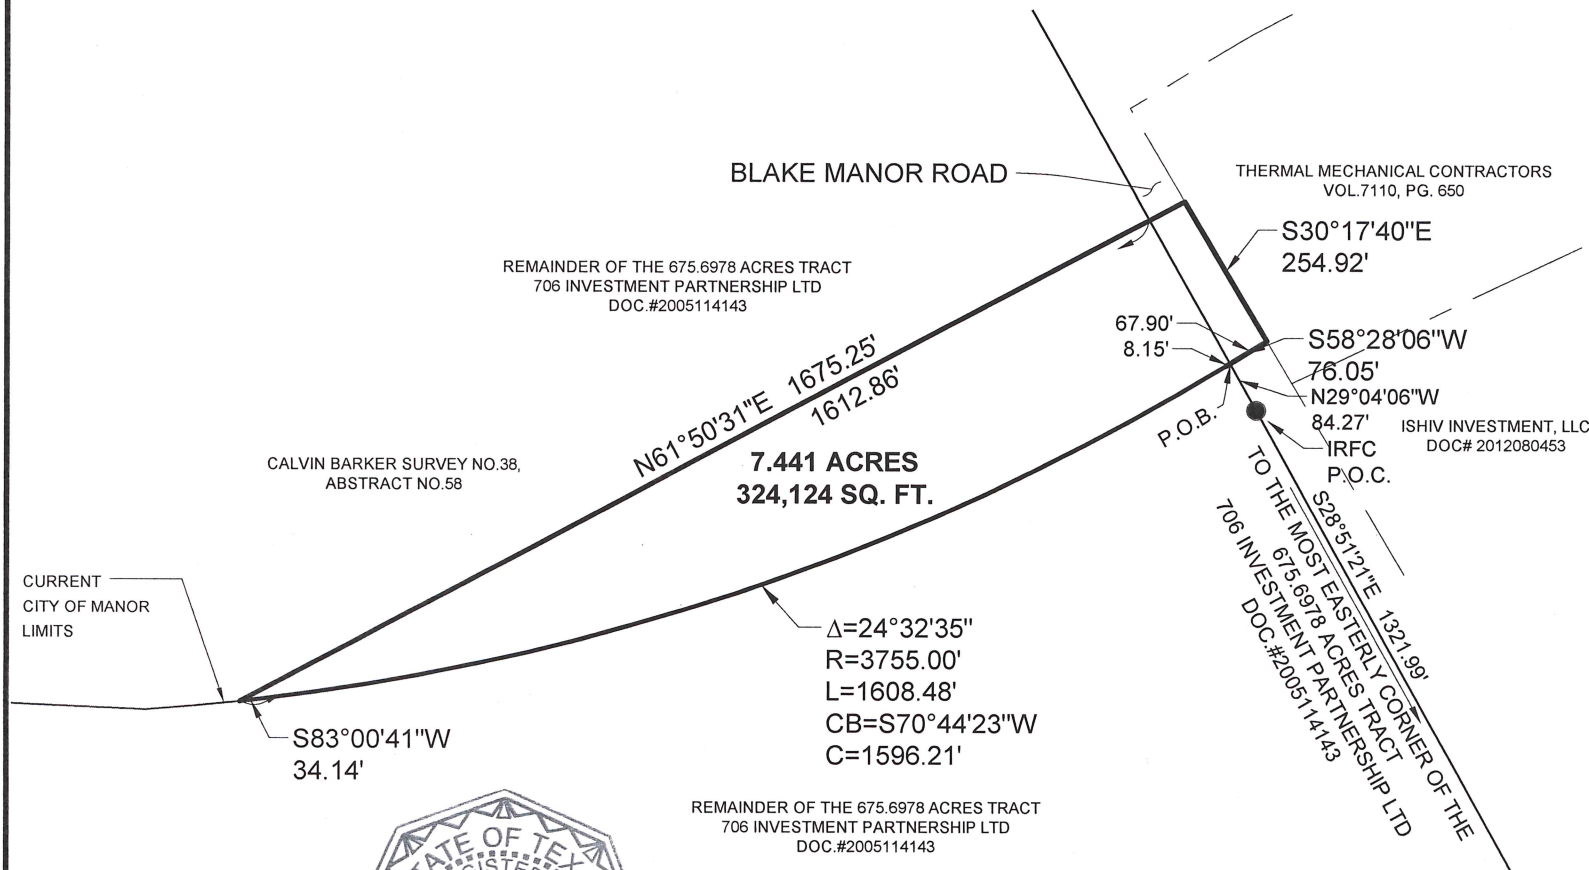 BLAKE MANOR ROAD
THERMAL MECHANICAL CONTRACTORS
VOL.7110, PG. 650
S30°17'40"E
254.92'
REMAINDER OF THE 675.6978 ACRES TRACT
706 INVESTMENT PARTNERSHIP LTD
DOC.#2005114143
67.90'
8.15'
S58°28'06"W
76.05'
N29°04'06"W
84.27'
IRFC
P.O.C.
ISHIV INVESTMENT, LLC
DOC# 2012080453
P.O.B.
N61°50'31"E 1675.25'
1612.86'
7.441 ACRES
324,124 SQ. FT.
CALVIN BARKER SURVEY NO.38,
ABSTRACT NO.58
S28°51'21"E 1321.99'
TO THE MOST EASTERLY CORNER OF THE
675.6978 ACRES TRACT
706 INVESTMENT PARTNERSHIP LTD
DOC.#2005114143
CURRENT
CITY OF MANOR
LIMITS
Δ=24°32'35"
R=3755.00'
L=1608.48'
CB=S70°44'23"W
C=1596.21'
S83°00'41"W
34.14'
REMAINDER OF THE 675.6978 ACRES TRACT
706 INVESTMENT PARTNERSHIP LTD
DOC.#2005114143
ATE OF TEX
GISTE